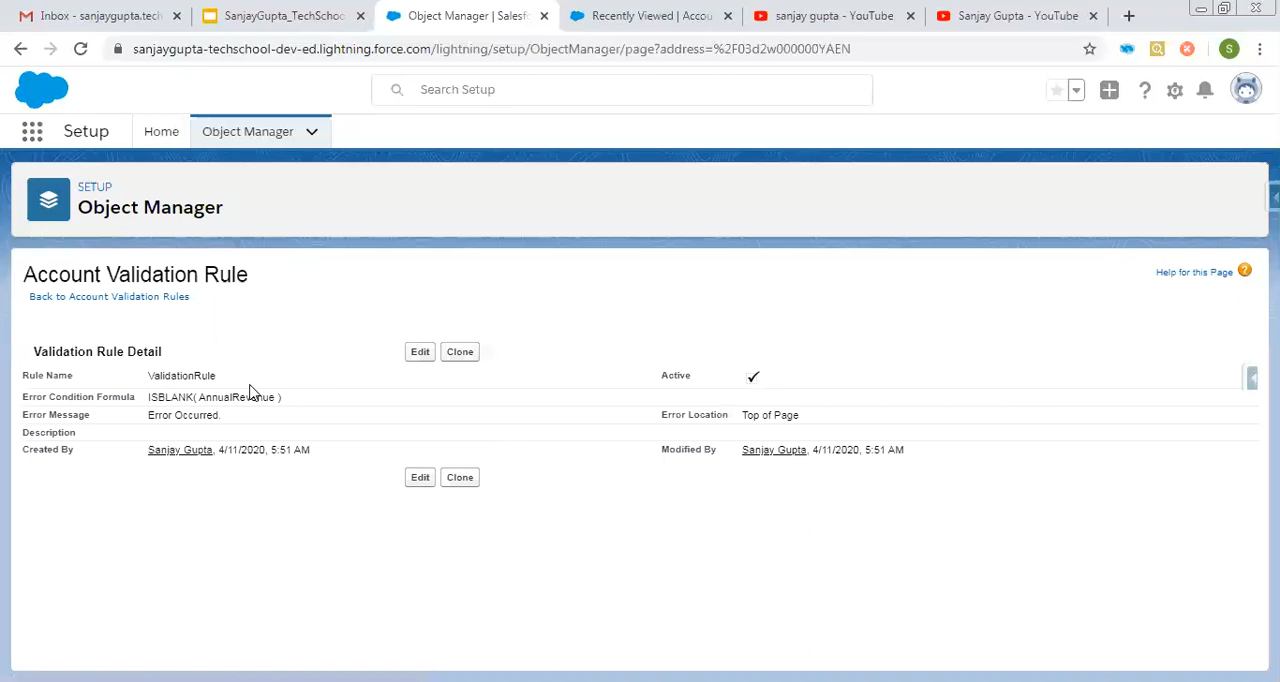 Inbox - sanjaygupta.tech
SanjayGupta_TechSchoo
Object Manager | Salesfo
Recently Viewed | Accou
sanjay gupta - YouTube
Sanjay Gupta - YouTube
sanjaygupta-techschool-dev-ed.lightning.force.com/lightning/setup/ObjectManager/page?address=%2F03d2w000000YAEN
S
Search Setup
Setup
Home
Object Manager
SETUP
Object Manager
Account Validation Rule
Help for this Page
Back to Account Validation Rules
Validation Rule Detail
Edit
Clone
Rule Name
ValidationRule
Active
Error Condition Formula
ISBLANK( AnnualRevenue )
Error Message
Error Occurred.
Error Location
Top of Page
Description
Created By
Sanjay Gupta, 4/11/2020, 5:51 AM
Modified By
Sanjay Gupta, 4/11/2020, 5:51 AM
Edit
Clone